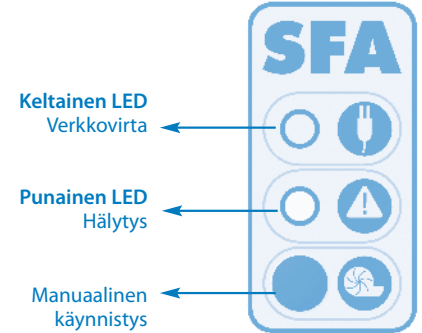 SFA
Keltainen LED
Verkkovirta
Punainen LED
Hälytys
Manuaalinen
käynnistys